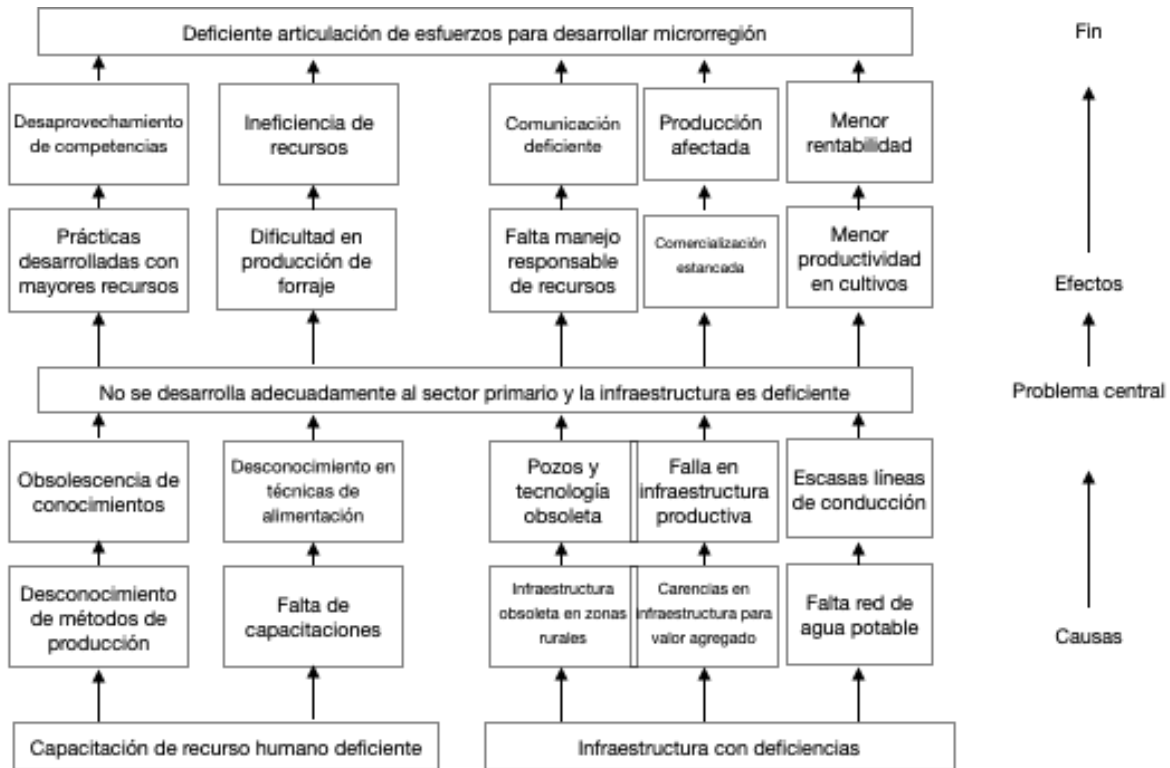 Deficiente articulación de esfuerzos para desarrollar microrregión
Fin
Desaprovechamiento
de competencias
Ineficiencia de
recursos
Comunicación
deficiente
Producción
afectada
Menor
rentabilidad
Prácticas
desarrolladas con
mayores recursos
Dificultad en
producción de
forraje
Falta manejo
responsable
de recursos
Comercialización
estancada
Menor
productividad
en cultivos
Efectos
No se desarrolla adecuadamente al sector primario y la infraestructura es deficiente
Problema central
Obsolescencia de
conocimientos
Desconocimiento en
técnicas de
alimentación
Pozos y
tecnología
obsoleta
Falla en
infraestructura
productiva
Escasas líneas
de conducción
Desconocimiento
de métodos de
producción
Falta de
capacitaciones
Infraestructura
obsoleta en zonas
rurales
Carencias en
infraestructura para
valor agregado
Falta red de
agua potable
Causas
Capacitación de recurso humano deficiente
Infraestructura con deficiencias